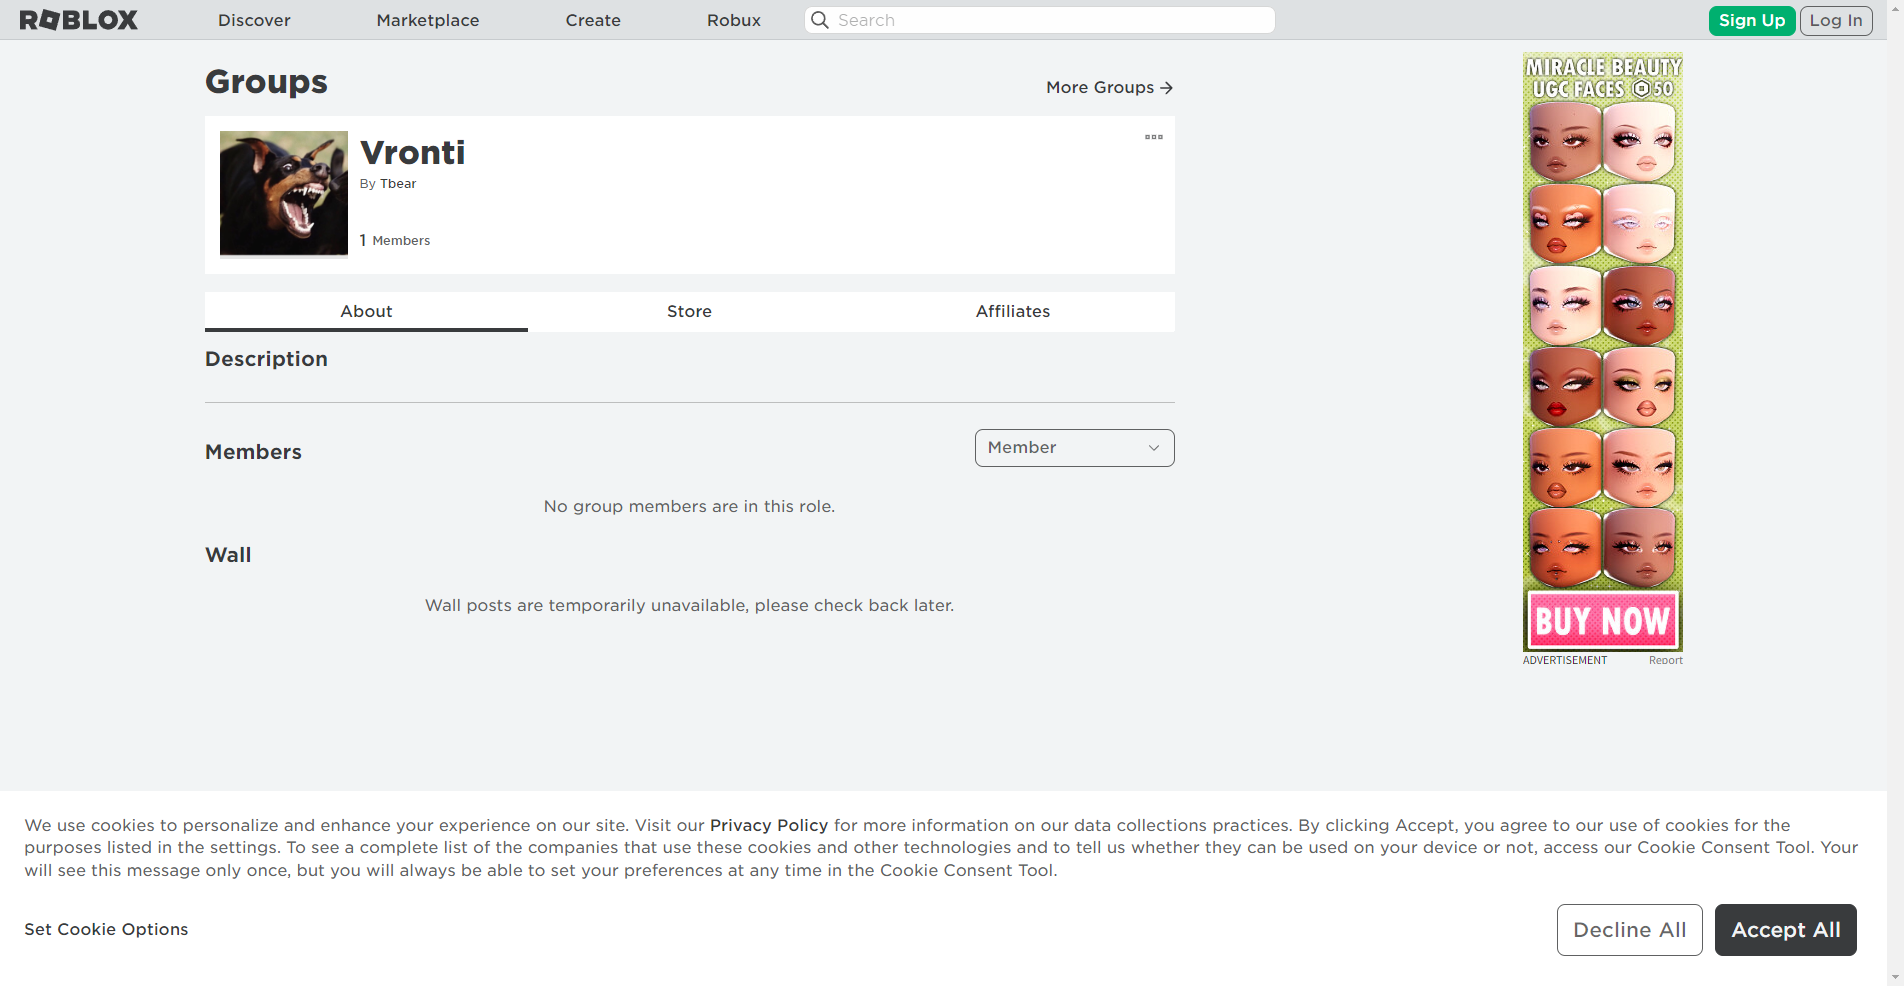 ROBLOX
Discover
Marketplace
Create
Robux
Search
Sign Up
Log In
Groups
More Groups →
Vronti
By Tbear
1 Members
About
Store
Affiliates
Description
Members
Member
No group members are in this role.
Wall
Wall posts are temporarily unavailable, please check back later.
MIRACLE BEAUTY
UGC FACES 50
BUY NOW
ADVERTISEMENT
Report
We use cookies to personalize and enhance your experience on our site. Visit our Privacy Policy for more information on our data collections practices. By clicking Accept, you agree to our use of cookies for the
purposes listed in the settings. To see a complete list of the companies that use these cookies and other technologies and to tell us whether they can be used on your device or not, access our Cookie Consent Tool. Your
will see this message only once, but you will always be able to set your preferences at any time in the Cookie Consent Tool.
Set Cookie Options
Decline All
Accept All